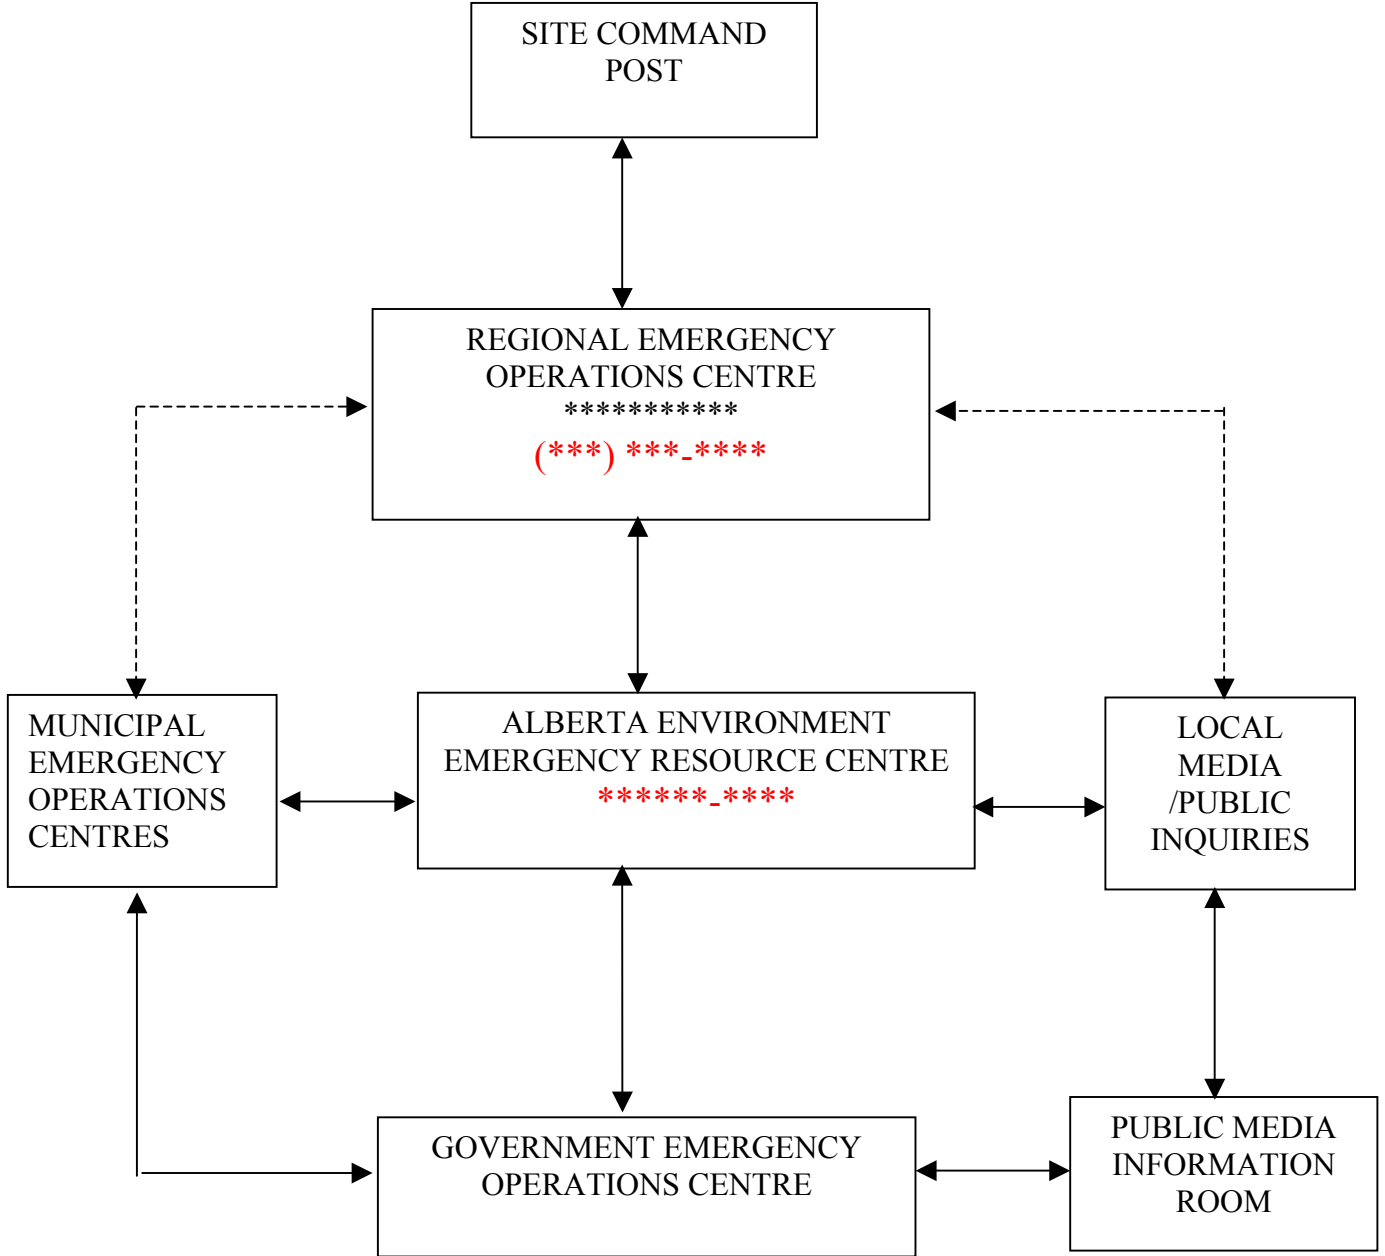 SITE COMMAND
POST
REGIONAL EMERGENCY
OPERATIONS CENTRE
***********
(***) ***-****
MUNICIPAL
EMERGENCY
OPERATIONS
CENTRES
ALBERTA ENVIRONMENT
EMERGENCY RESOURCE CENTRE
******-****
LOCAL
MEDIA
/PUBLIC
INQUIRIES
GOVERNMENT EMERGENCY
OPERATIONS CENTRE
PUBLIC MEDIA
INFORMATION
ROOM